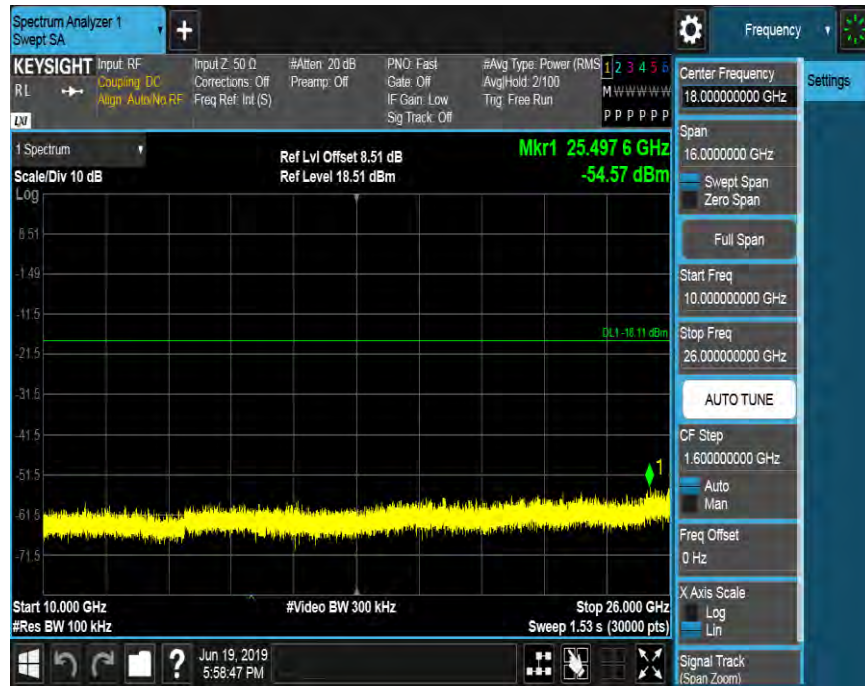 Spectrum Analyzer 1
Swept SA
+
Frequency
KEYSIGHT
RL
LXI
Input: RF
Coupling: DC
Align: Auto/No RF
Input Z: 50 Ω
Corrections: Off
Freq Ref: Int (S)
#Atten: 20 dB
Preamp: Off
PNO: Fast
Gate: Off
IF Gain: Low
Sig Track: Off
#Avg Type: Power (RMS
Avg|Hold: 2/100
Trig: Free Run
1 2 3 4 5 6
M W W W W W
P P P P P P
Settings
1 Spectrum
Scale/Div 10 dB
Log
Ref Lvl Offset 8.51 dB
Ref Level 18.51 dBm
Mkr1 25.497 6 GHz
-54.57 dBm
8.51
-1.49
-11.5
DL1 -18.11 dBm
-21.5
-31.5
-41.5
-51.5
1
-61.5
-71.5
Start 10.000 GHz
#Res BW 100 kHz
#Video BW 300 kHz
Stop 26.000 GHz
Sweep 1.53 s (30000 pts)
Center Frequency
18.000000000 GHz
Span
16.0000000 GHz
Swept Span
Zero Span
Full Span
Start Freq
10.000000000 GHz
Stop Freq
26.000000000 GHz
AUTO TUNE
CF Step
1.600000000 GHz
Auto
Man
Freq Offset
0 Hz
X Axis Scale
Log
Lin
Signal Track
(Span Zoom)
?
Jun 19, 2019
5:58:47 PM